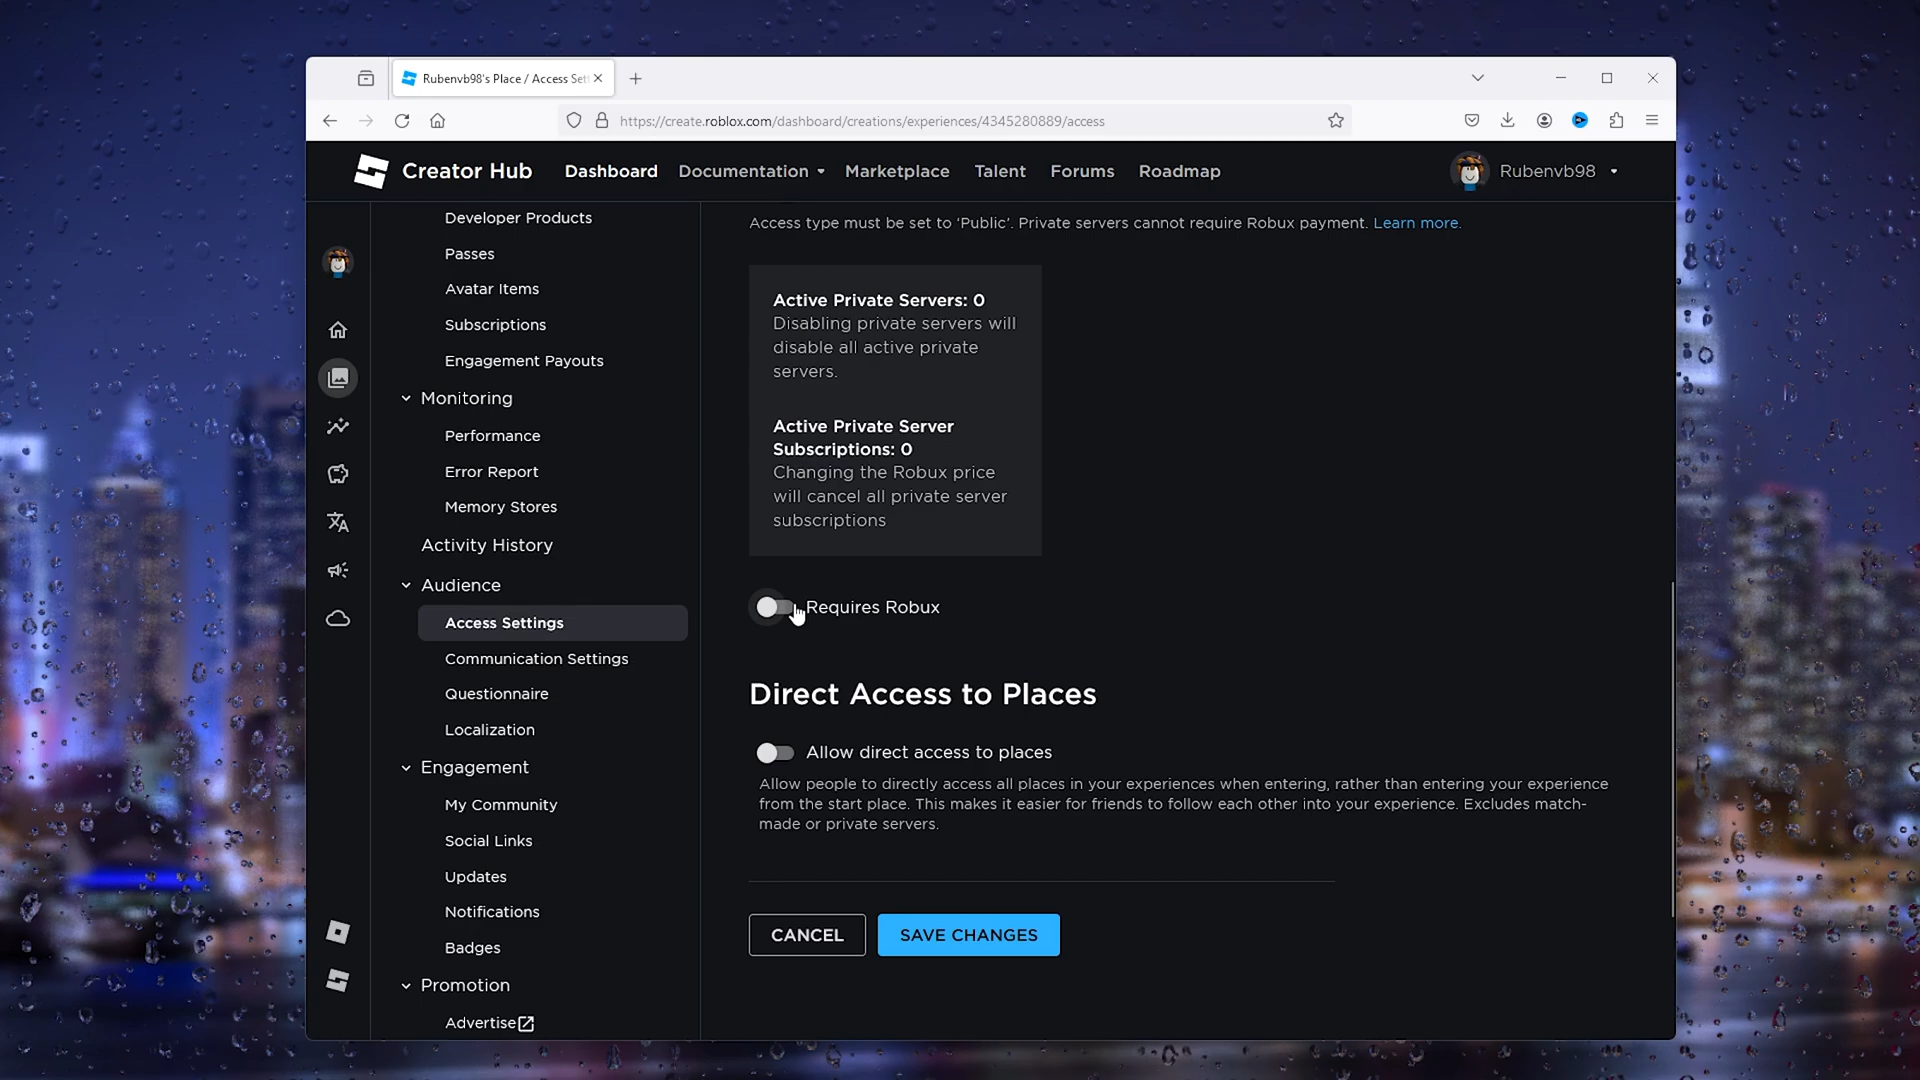 Rubenvb98's Place / Access Set
https://create.roblox.com/dashboard/creations/experiences/4345280889/access
Creator Hub
Dashboard
Documentation
Marketplace
Talent
Forums
Roadmap
Rubenvb98
Developer Products
Passes
Avatar Items
Subscriptions
Engagement Payouts
Monitoring
Performance
Error Report
Memory Stores
Activity History
Audience
Access Settings
Communication Settings
Questionnaire
Localization
Engagement
My Community
Social Links
Updates
Notifications
Badges
Promotion
Advertise
Access type must be set to ‘Public’. Private servers cannot require Robux payment. Learn more.
Active Private Servers: 0
Disabling private servers will
disable all active private
servers.
Active Private Server
Subscriptions: 0
Changing the Robux price
will cancel all private server
subscriptions
Requires Robux
Direct Access to Places
Allow direct access to places
Allow people to directly access all places in your experiences when entering, rather than entering your experience
from the start place. This makes it easier for friends to follow each other into your experience. Excludes match-
made or private servers.
CANCEL
SAVE CHANGES